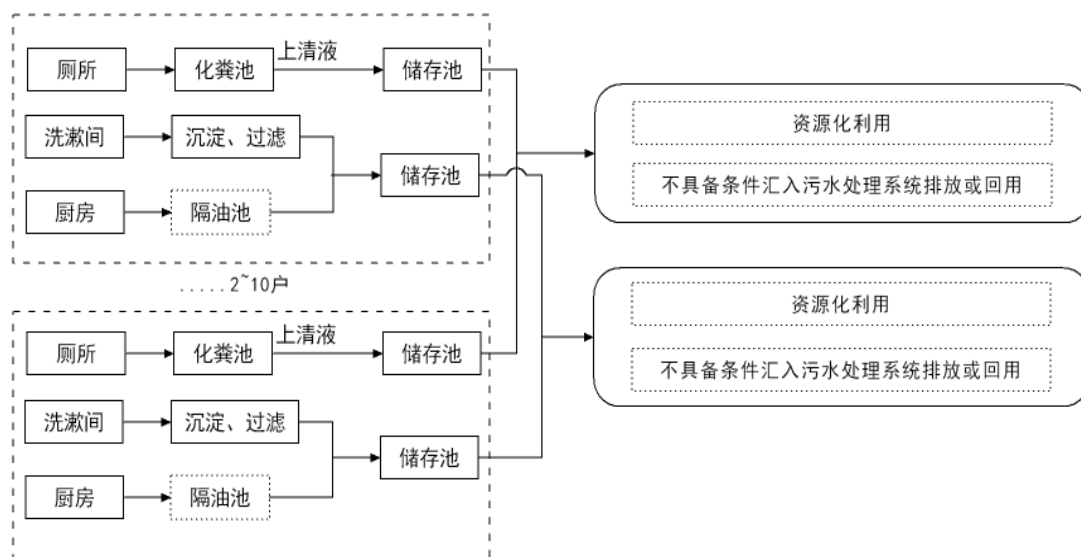 厕所
化粪池
上清液
储存池
洗漱间
沉淀、过滤
储存池
厨房
隔油池
资源化利用
不具备条件汇入污水处理系统排放或回用
.....2~10户
厕所
化粪池
上清液
储存池
洗漱间
沉淀、过滤
储存池
厨房
隔油池
资源化利用
不具备条件汇入污水处理系统排放或回用